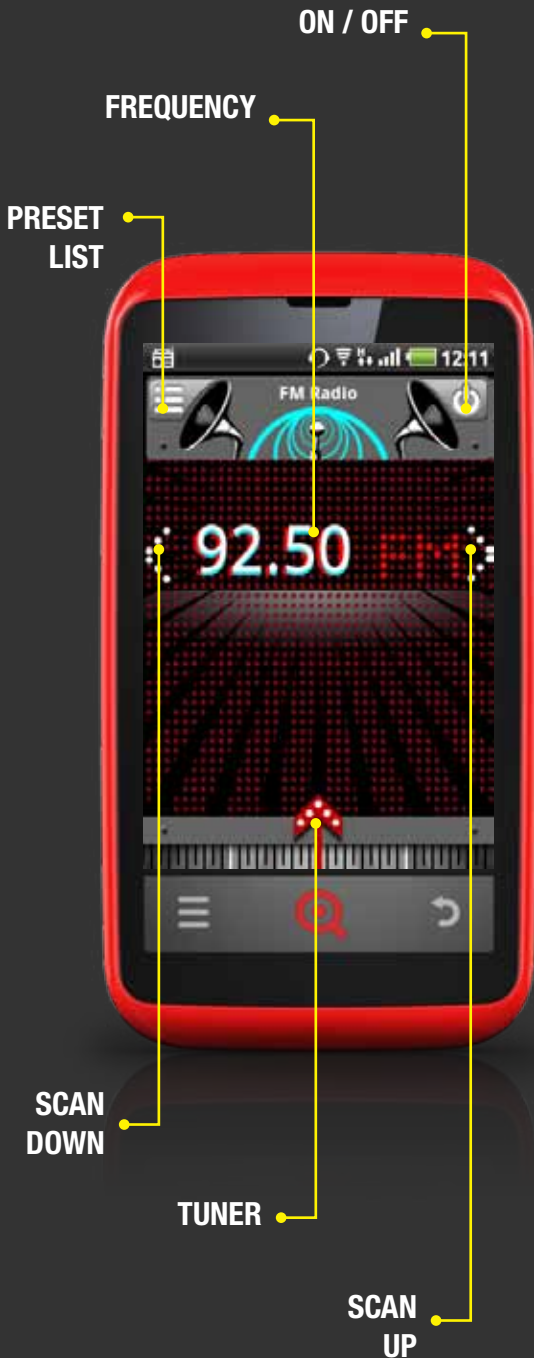 ON / OFF
FREQUENCY
PRESET
LIST
H
12:11
FM Radio
92.50 FM
SCAN
DOWN
TUNER
SCAN
UP